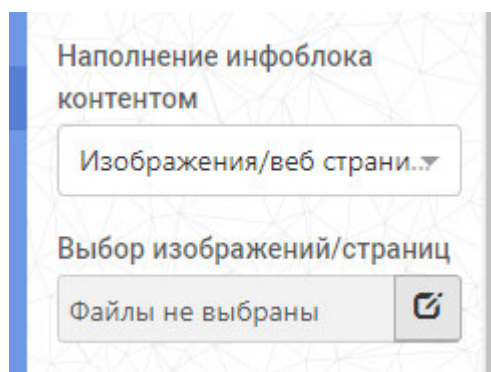 Наполнение инфоблока
контентом
Изображения/веб страни...
Выбор изображений/страниц
Файлы не выбраны